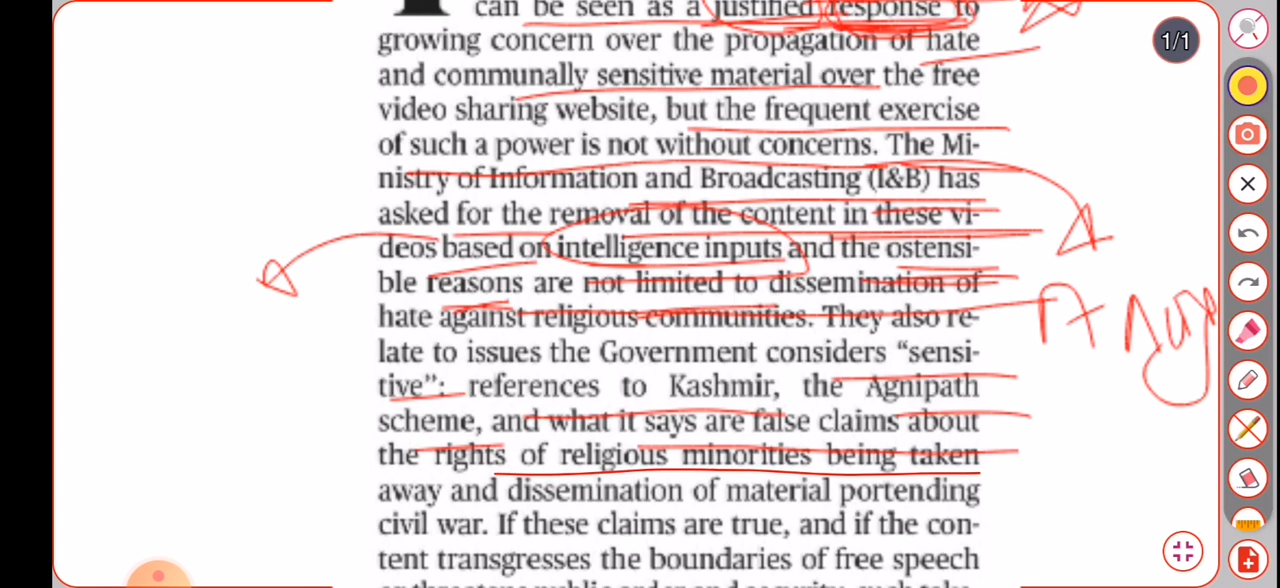 can be seen as a justified response to
growing concern over the propagation of hate
and communally sensitive material over the free
video sharing website, but the frequent exercise
of such a power is not without concerns. The Mi-
nistry of Information and Broadcasting (I&B) has
asked for the removal of the content in these vi-
deos based on intelligence inputs and the ostensi-
ble reasons are not limited to dissemination of
hate against religious communities. They also re-
late to issues the Government considers “sensi-
tive”: references to Kashmir, the Agnipath
scheme, and what it says are false claims about
the rights of religious minorities being taken
away and dissemination of material portending
civil war. If these claims are true, and if the con-
tent transgresses the boundaries of free speech
1/1